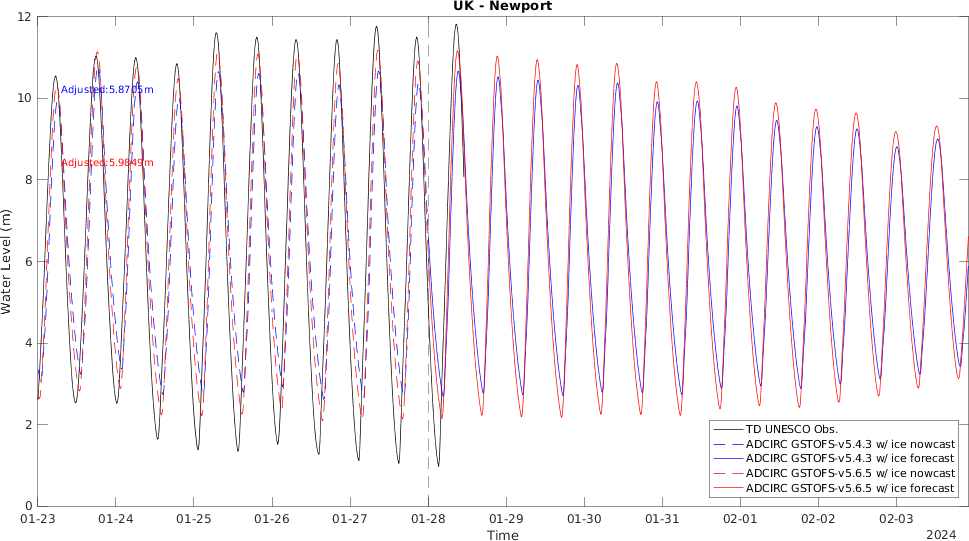 UK - Newport
12
10
8
6
4
2
0
Water Level (m)
Adjusted:5.8705m
Adjusted:5.9849m
TD UNESCO Obs.
ADCIRC GSTOFS-v5.4.3 w/ ice nowcast
ADCIRC GSTOFS-v5.4.3 w/ ice forecast
ADCIRC GSTOFS-v5.6.5 w/ ice nowcast
ADCIRC GSTOFS-v5.6.5 w/ ice forecast
01-23 01-24 01-25 01-26 01-27 01-28 01-29 01-30 01-31 02-01 02-02 02-03
Time
2024